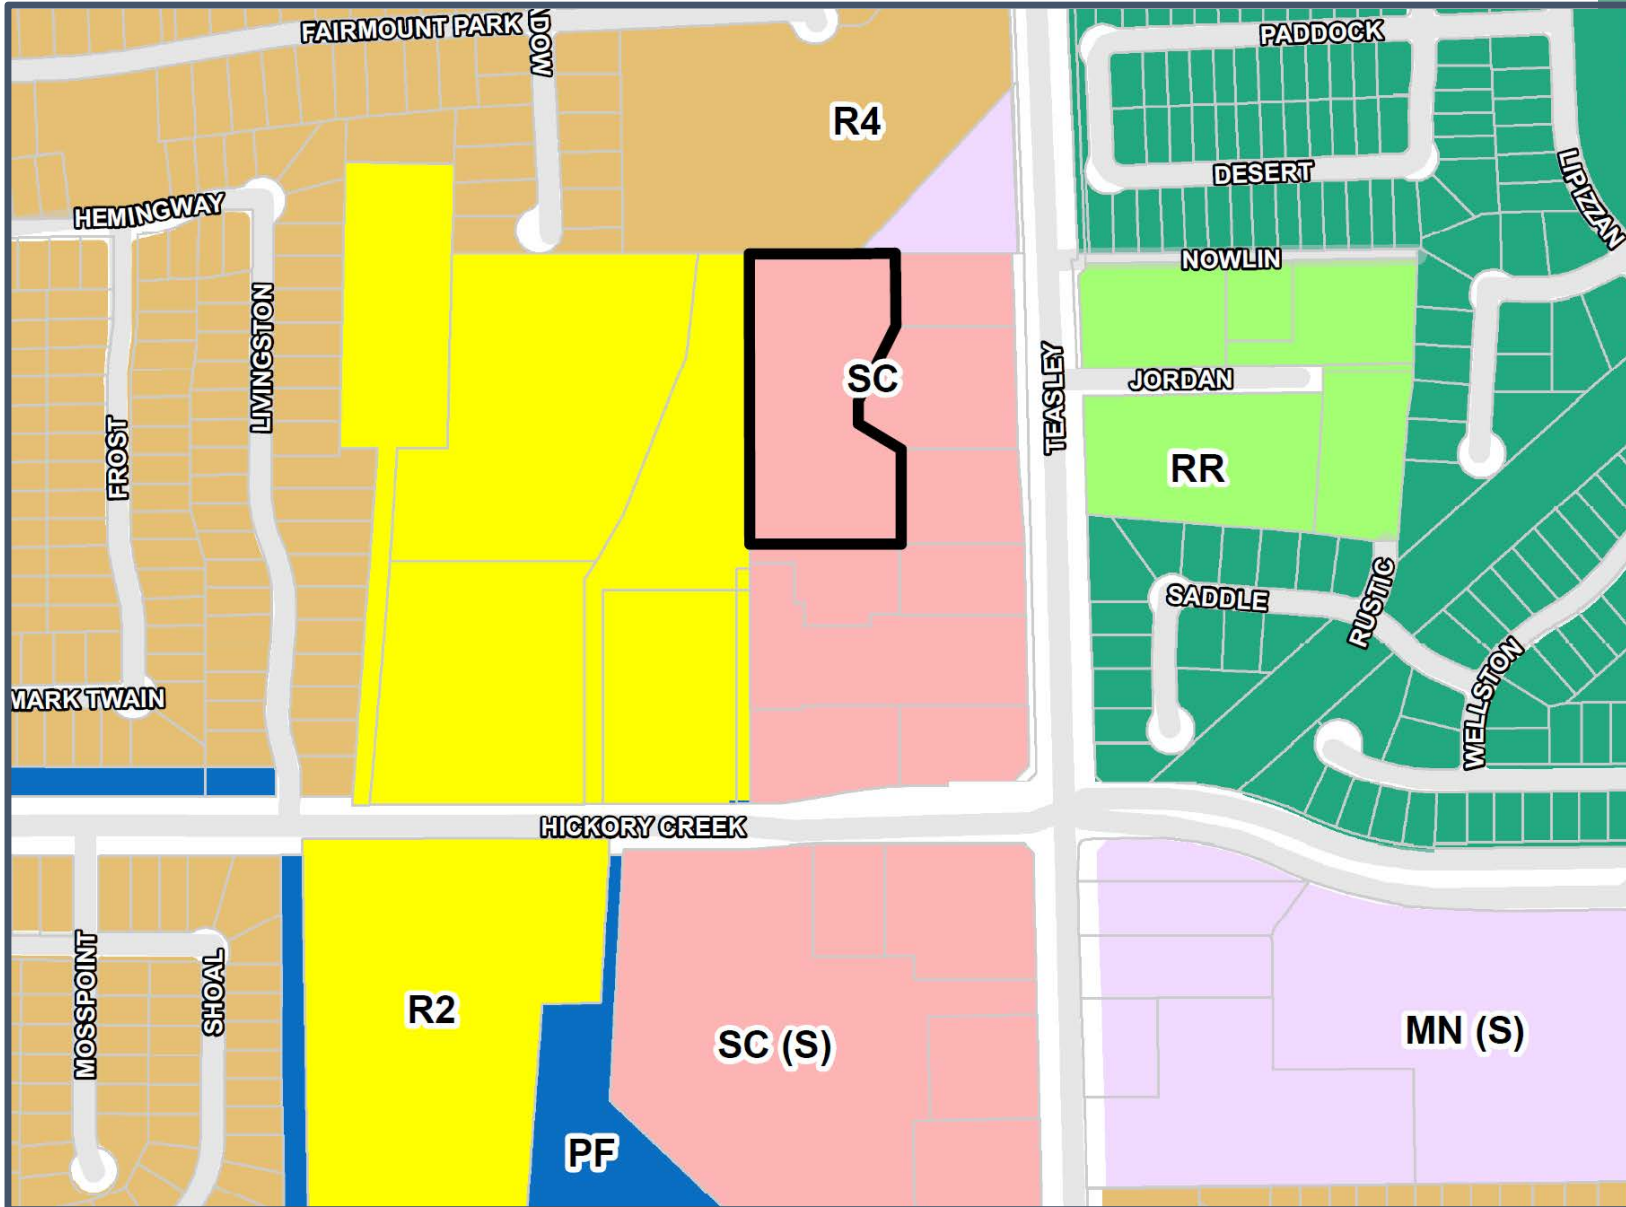 FAIRMOUNT PARK
PADDOCK
R4
DESERT
LIPIZZAN
HEMINGWAY
NOWLIN
LIVINGSTON
TEASLEY
SC
JORDAN
FROST
RR
SADDLE
RUSTIC
WELLSTON
MARK TWAIN
HICKORY CREEK
MOSSPOINT
SHOAL
R2
SC (S)
MN (S)
PF